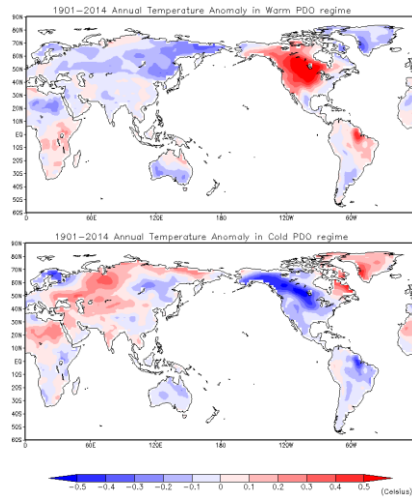 1901−2014 Annual Temperature Anomaly in Warm PDO regime
90N
80N
70N
60N
50N
40N
30N
20N
10N
EQ
10S
20S
30S
40S
50S
60S
0 60E 120E 180 120W 60W
1901−2014 Annual Temperature Anomaly in Cold PDO regime
90N
80N
70N
60N
50N
40N
30N
20N
10N
EQ
10S
20S
30S
40S
50S
60S
0 60E 120E 180 120W 60W
−0.5 −0.4 −0.3 −0.2 −0.1 0 0.1 0.2 0.3 0.4 0.5
(Celsius)